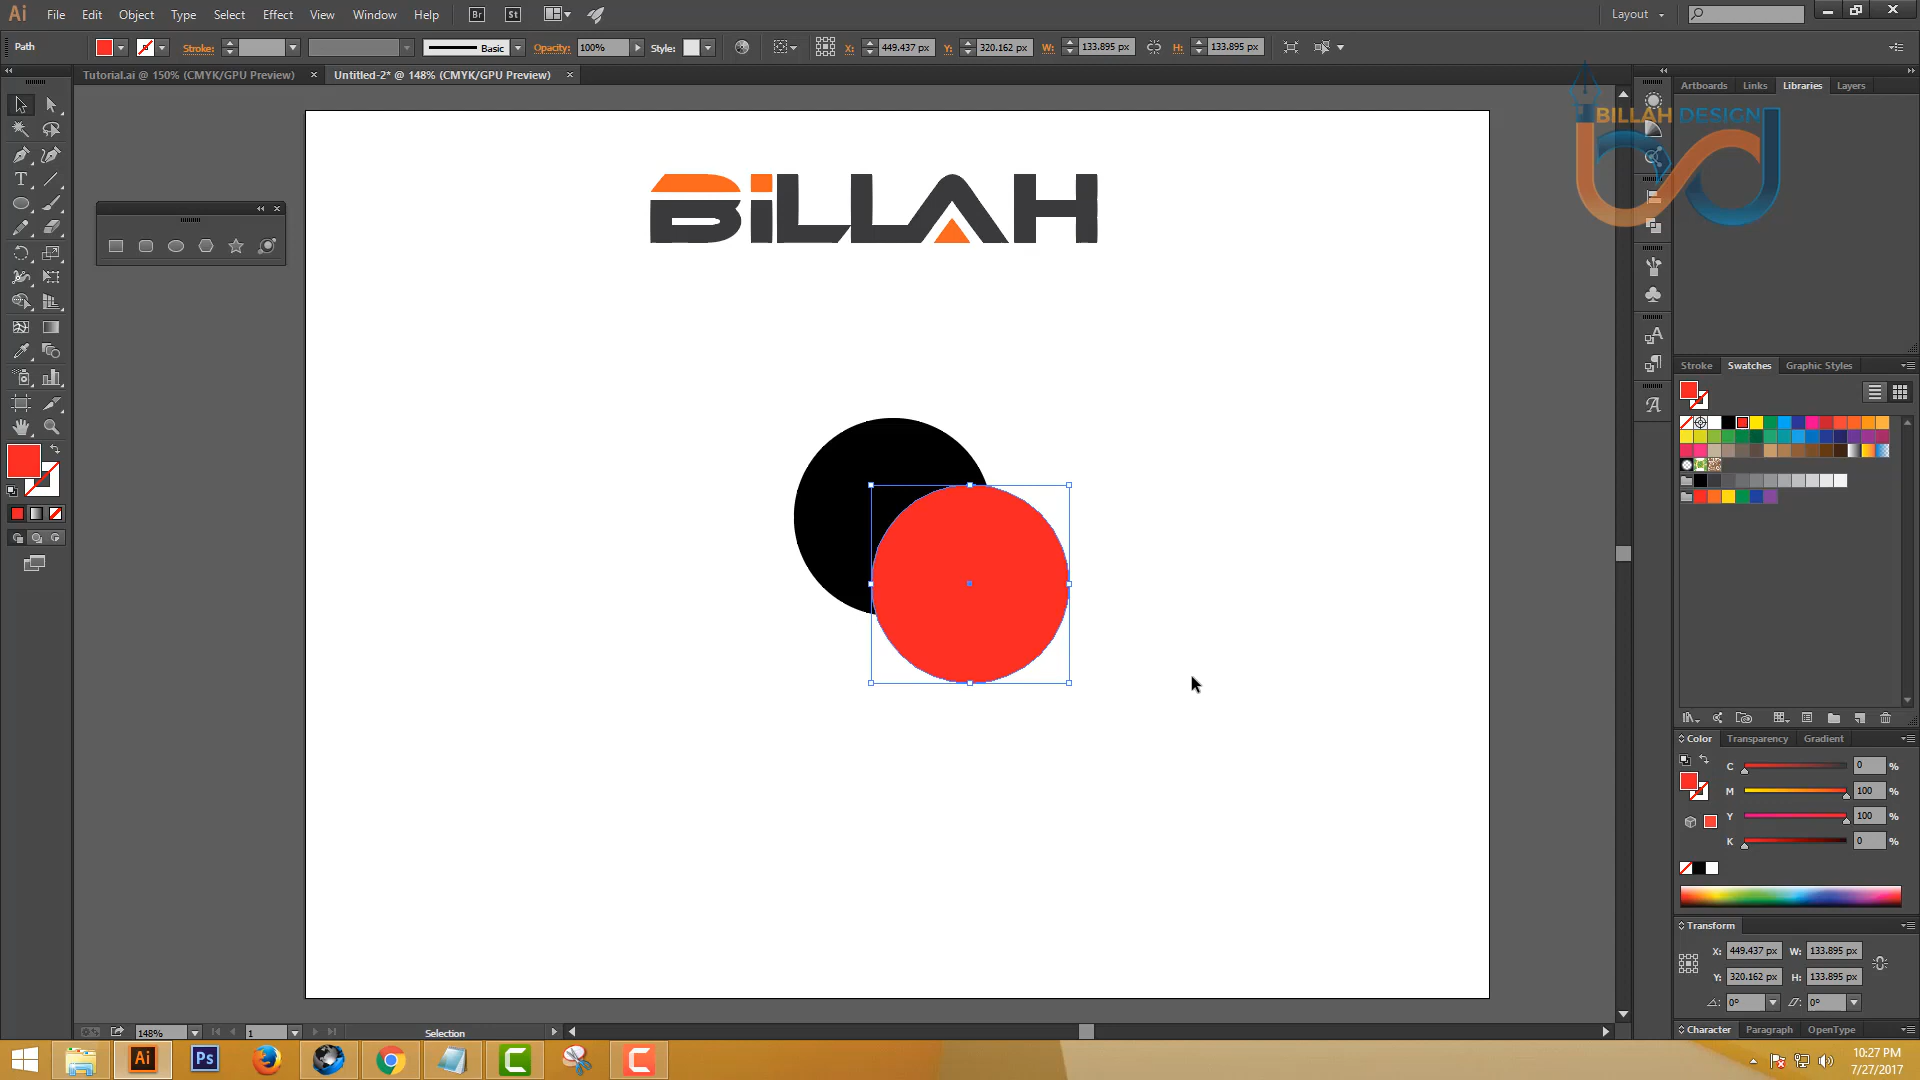 Ai File Edit Object Type Select Effect View Window Help Br St Layout
Path Stroke: Basic Opacity: 100% Style: X: 449.437 px Y: 320.162 px W: 133.895 px H: 133.895 px
Tutorial.ai @ 150% (CMYK/GPU Preview) × Untitled-2* @ 148% (CMYK/GPU Preview) ×
Artboards Links Libraries Layers
BILLAH DESIGN
BiLLAH
Stroke Swatches Graphic Styles
Color Transparency Gradient
C 0 %
M 100 %
Y 100 %
K 0 %
Transform
X: 449.437 px W: 133.895 px
Y: 320.162 px H: 133.895 px
0° 0°
Character Paragraph OpenType
148% 1 Selection
Ai Ps
10:27 PM
7/27/2017